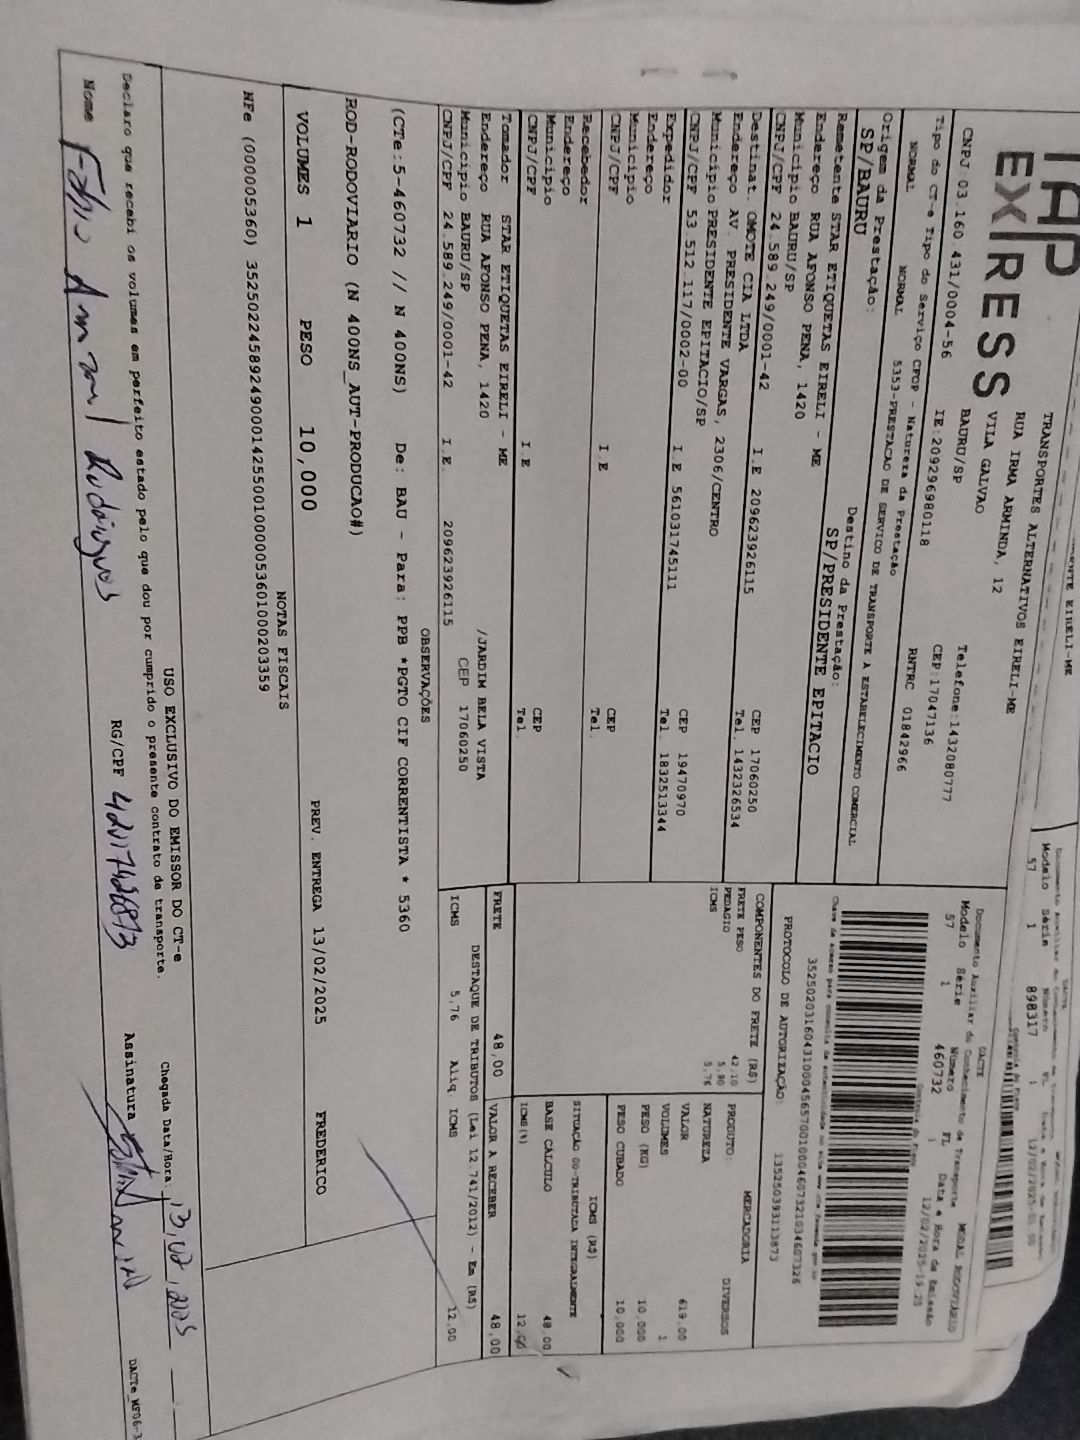 TAP
EXPRESS
TRANSPORTES ALTERNATIVOS EIRELI-ME
RUA IRMA ARMINDA, 12
VILA GALVAO
BAURU/SP
Telefone:1432080777
CNPJ:03.160.431/0004-56
IE:209296980118
CEP:17047136
Tipo do CT-e Tipo do Serviço CFOP - Natureza da Prestação
RNTRC 01842966
NORMAL NORMAL 5353-PRESTACAO DE SERVICO DE TRANSPORTE A ESTABELECIMENTO COMERCIAL
Origem da Prestação:
SP/BAURU
Destino da Prestação:
SP/PRESIDENTE EPITACIO
Remetente STAR ETIQUETAS EIRELI - ME
Endereço RUA AFONSO PENA, 1420
Município BAURU/SP
CEP 17060250
CNPJ/CPF 24.589.249/0001-42
I.E 209623926115
Tel. 1432326534
Destinat. OMOTE CIA LTDA
Endereço AV. PRESIDENTE VARGAS, 2306/CENTRO
Município PRESIDENTE EPITACIO/SP
CEP 19470970
CNPJ/CPF 53.512.117/0002-00
I.E 561031745111
Tel. 1832513344
Expedidor
Endereço
Município
CEP
CNPJ/CPF
I.E
Tel.
Recebedor
Endereço
Município
CEP
CNPJ/CPF
I.E
Tel.
Tomador STAR ETIQUETAS EIRELI - ME
Endereço RUA AFONSO PENA, 1420
/JARDIM BELA VISTA
Município BAURU/SP
CEP 17060250
CNPJ/CPF 24.589.249/0001-42
I.E. 209623926115
DACTE
Modelo Série Número
57 1 898317
DACTE
Documento Auxiliar do Conhecimento de Transporte
MODAL RODOVIÁRIO
Modelo Série Número FL Data e Hora de Emissão
57 1 460732 1 12/02/2025-19:25
PROTOCOLO DE AUTORIZAÇÃO:
135250393113873
COMPONENTES DO FRETE (R$)
FRETE PESO 42,10
PEDAGIO 5,90
ICMS 5,76
MERCADORIA
PRODUTO: DIVERSOS
NATUREZA
VALOR 619,00
VOLUMES 1
PESO (KG) 10,000
PESO CUBADO 10,000
ICMS (R$)
SITUAÇÃO 00-TRIBUTADA INTEGRALMENTE
BASE CALCULO 48,00
ICMS(%) 12,00
FRETE 48,00
VALOR A RECEBER 48,00
DESTAQUE DE TRIBUTOS (Lei 12.741/2012) - Em (R$)
ICMS 5,76 Aliq. ICMS 12,00
OBSERVAÇÕES
(CTe:5-460732 // N 400NS) De: BAU - Para: PPB *PGTO CIF CORRENTISTA * 5360
ROD-RODOVIARIO (N 400NS_AUT-PRODUCAO#)
VOLUMES 1 PESO 10,000
PREV. ENTREGA 13/02/2025
FREDERICO
NOTAS FISCAIS
NFe (000005360) 35250224589249000142550010000053601000203359
USO EXCLUSIVO DO EMISSOR DO CT-e
Declaro que recebi os volumes em perfeito estado pelo que dou por cumprido o presente contrato de transporte.
Chegada Data/Hora: 13,02,2025
Nome Fabio Amaral Rodrigues
RG/CPF
Assinatura